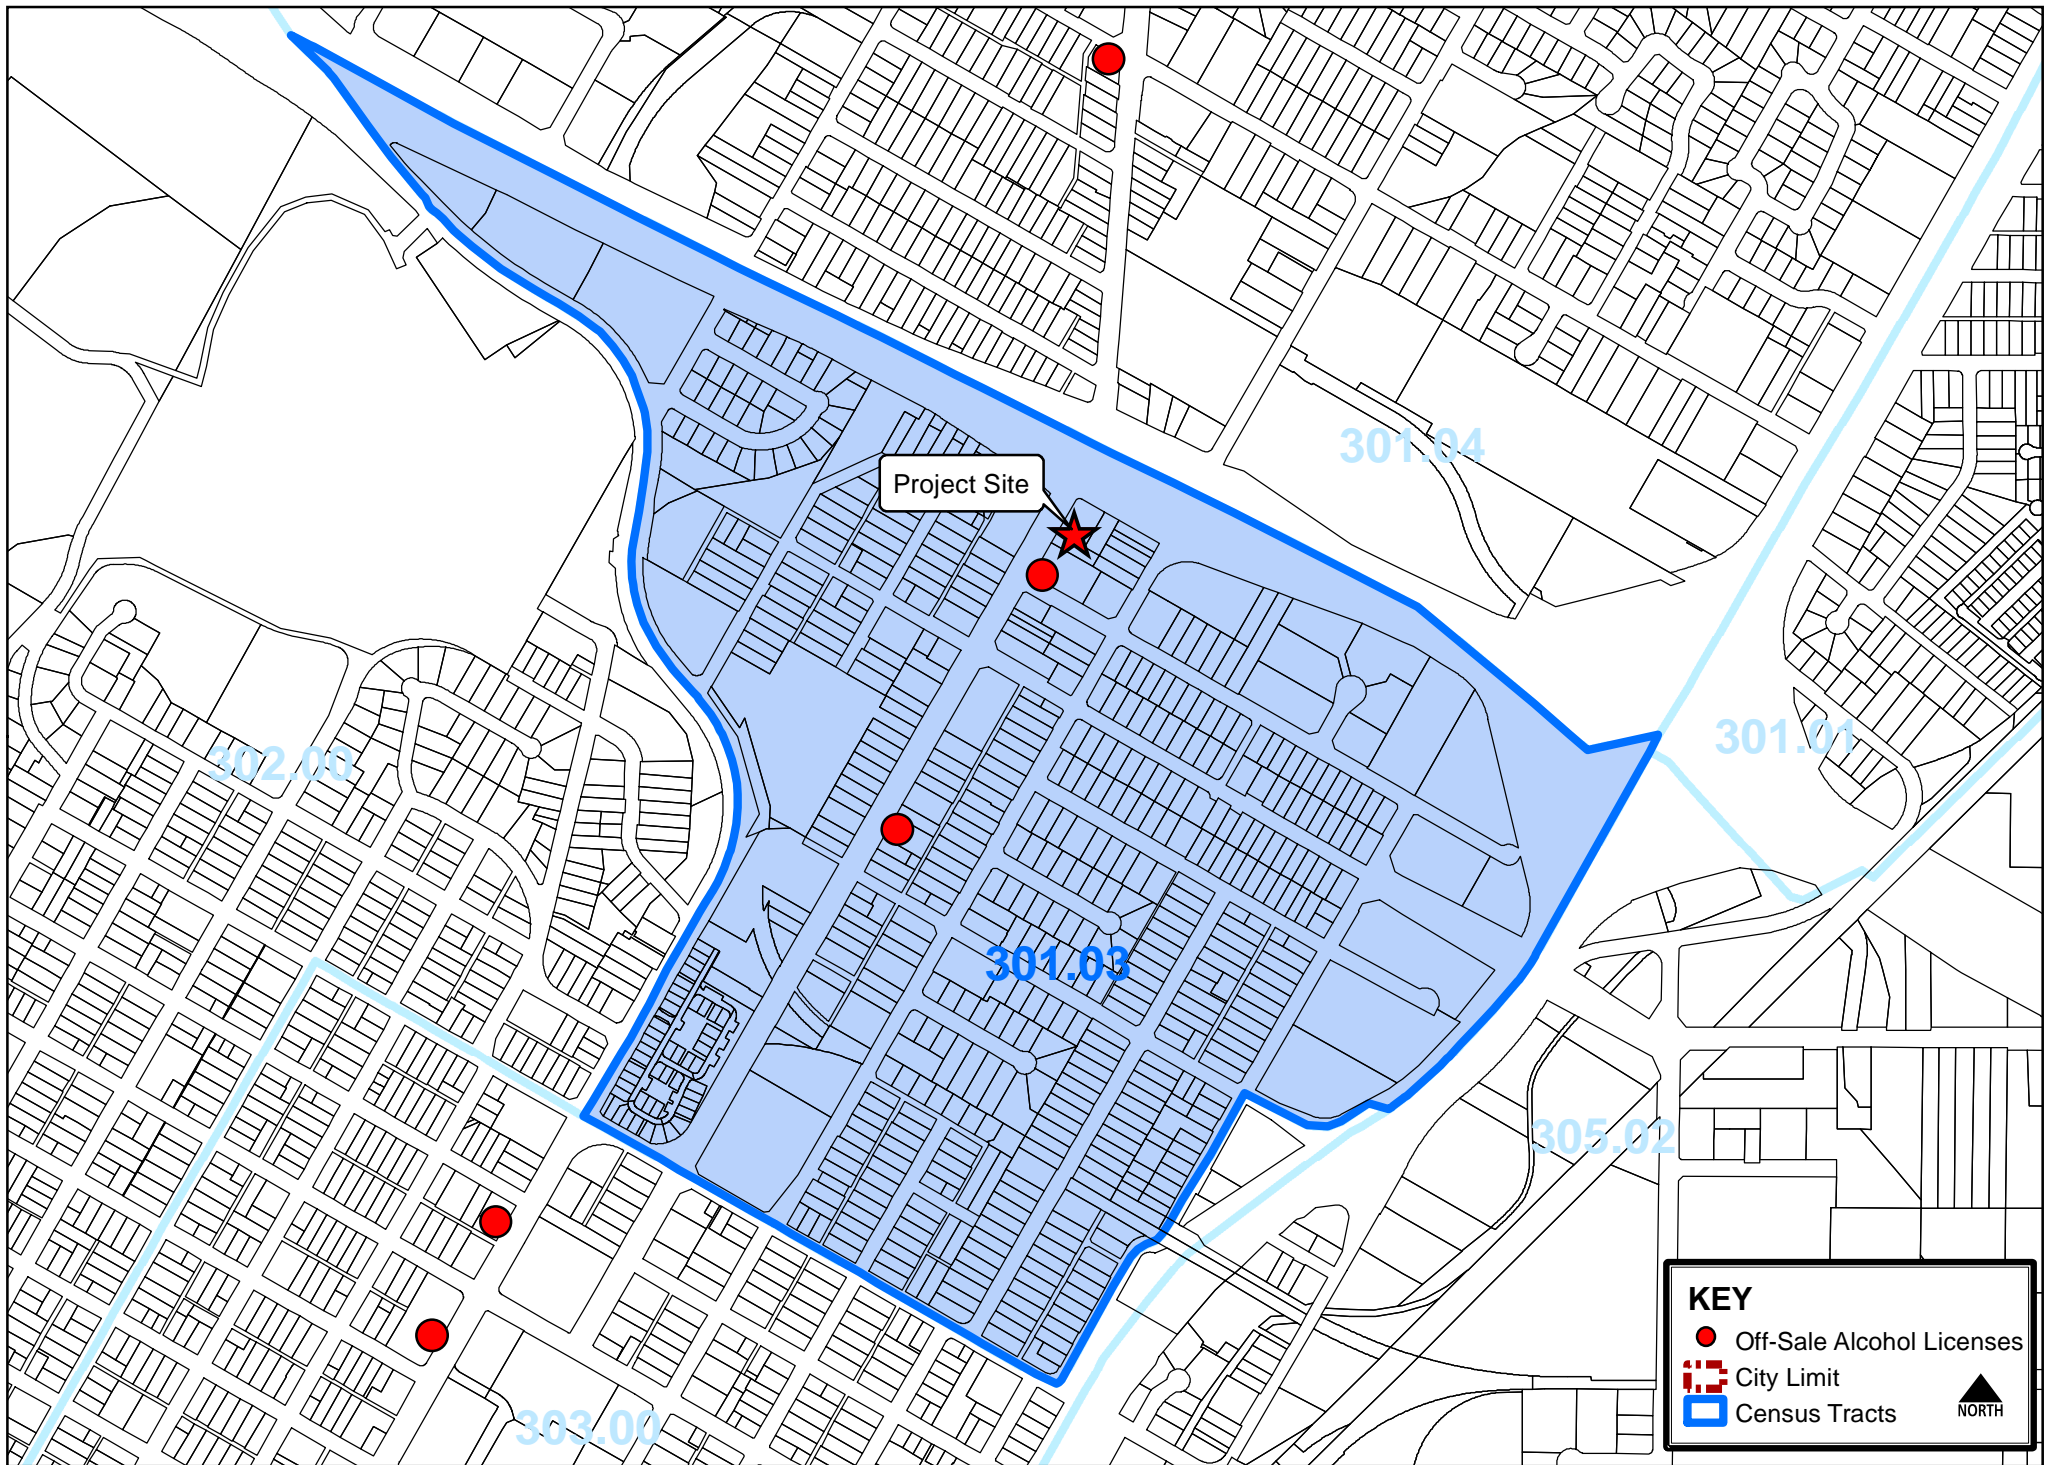 301.04
Project Site
301.01
302.00
301.03
305.02
303.00
KEY
Off-Sale Alcohol Licenses
City Limit
Census Tracts
NORTH